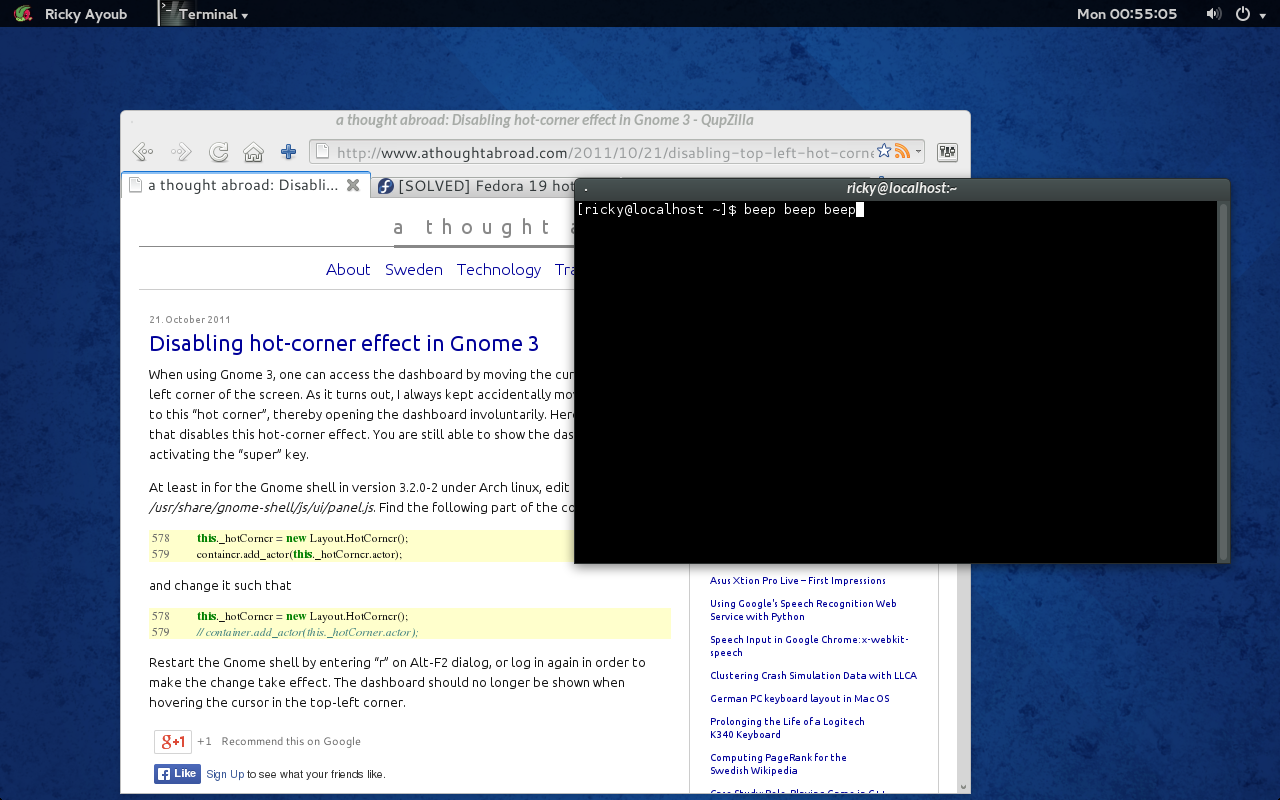 Ricky Ayoub
Terminal
Mon 00:55:05
a thought abroad: Disabling hot-corner effect in Gnome 3 - QupZilla
http://www.athoughtabroad.com/2011/10/21/disabling-top-left-hot-corne
a thought abroad: Disabli...
[SOLVED] Fedora 19 hot
ricky@localhost:~
[ricky@localhost ~]$ beep beep beep
a thought a
About Sweden Technology Tra
21. October 2011
Disabling hot-corner effect in Gnome 3
When using Gnome 3, one can access the dashboard by moving the cur
left corner of the screen. As it turns out, I always kept accidentally mov
to this “hot corner”, thereby opening the dashboard involuntarily. Here
that disables this hot-corner effect. You are still able to show the das
activating the “super” key.
At least in for the Gnome shell in version 3.2.0-2 under Arch linux, edit
/usr/share/gnome-shell/js/ui/panel.js. Find the following part of the co
578 this._hotCorner = new Layout.HotCorner();
579 container.add_actor(this._hotCorner.actor);
and change it such that
578 this._hotCorner = new Layout.HotCorner();
579 // container.add_actor(this._hotCorner.actor);
Restart the Gnome shell by entering “r” on Alt-F2 dialog, or log in again in order to
make the change take effect. The dashboard should no longer be shown when
hovering the cursor in the top-left corner.
g+1 +1 Recommend this on Google
f Like Sign Up to see what your friends like.
Asus Xtion Pro Live – First Impressions
Using Google's Speech Recognition Web
Service with Python
Speech Input in Google Chrome: x-webkit-
speech
Clustering Crash Simulation Data with LLCA
German PC keyboard layout in Mac OS
Prolonging the Life of a Logitech
K340 Keyboard
Computing PageRank for the
Swedish Wikipedia
Case Study: Role-Playing Game in C++